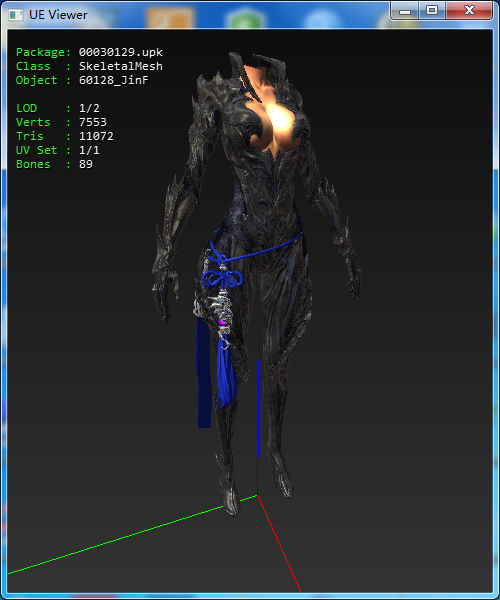 UE Viewer
Package: 00030129.upk
Class : SkeletalMesh
Object : 60128_JinF
LOD : 1/2
Verts : 7553
Tris : 11072
UV Set : 1/1
Bones : 89